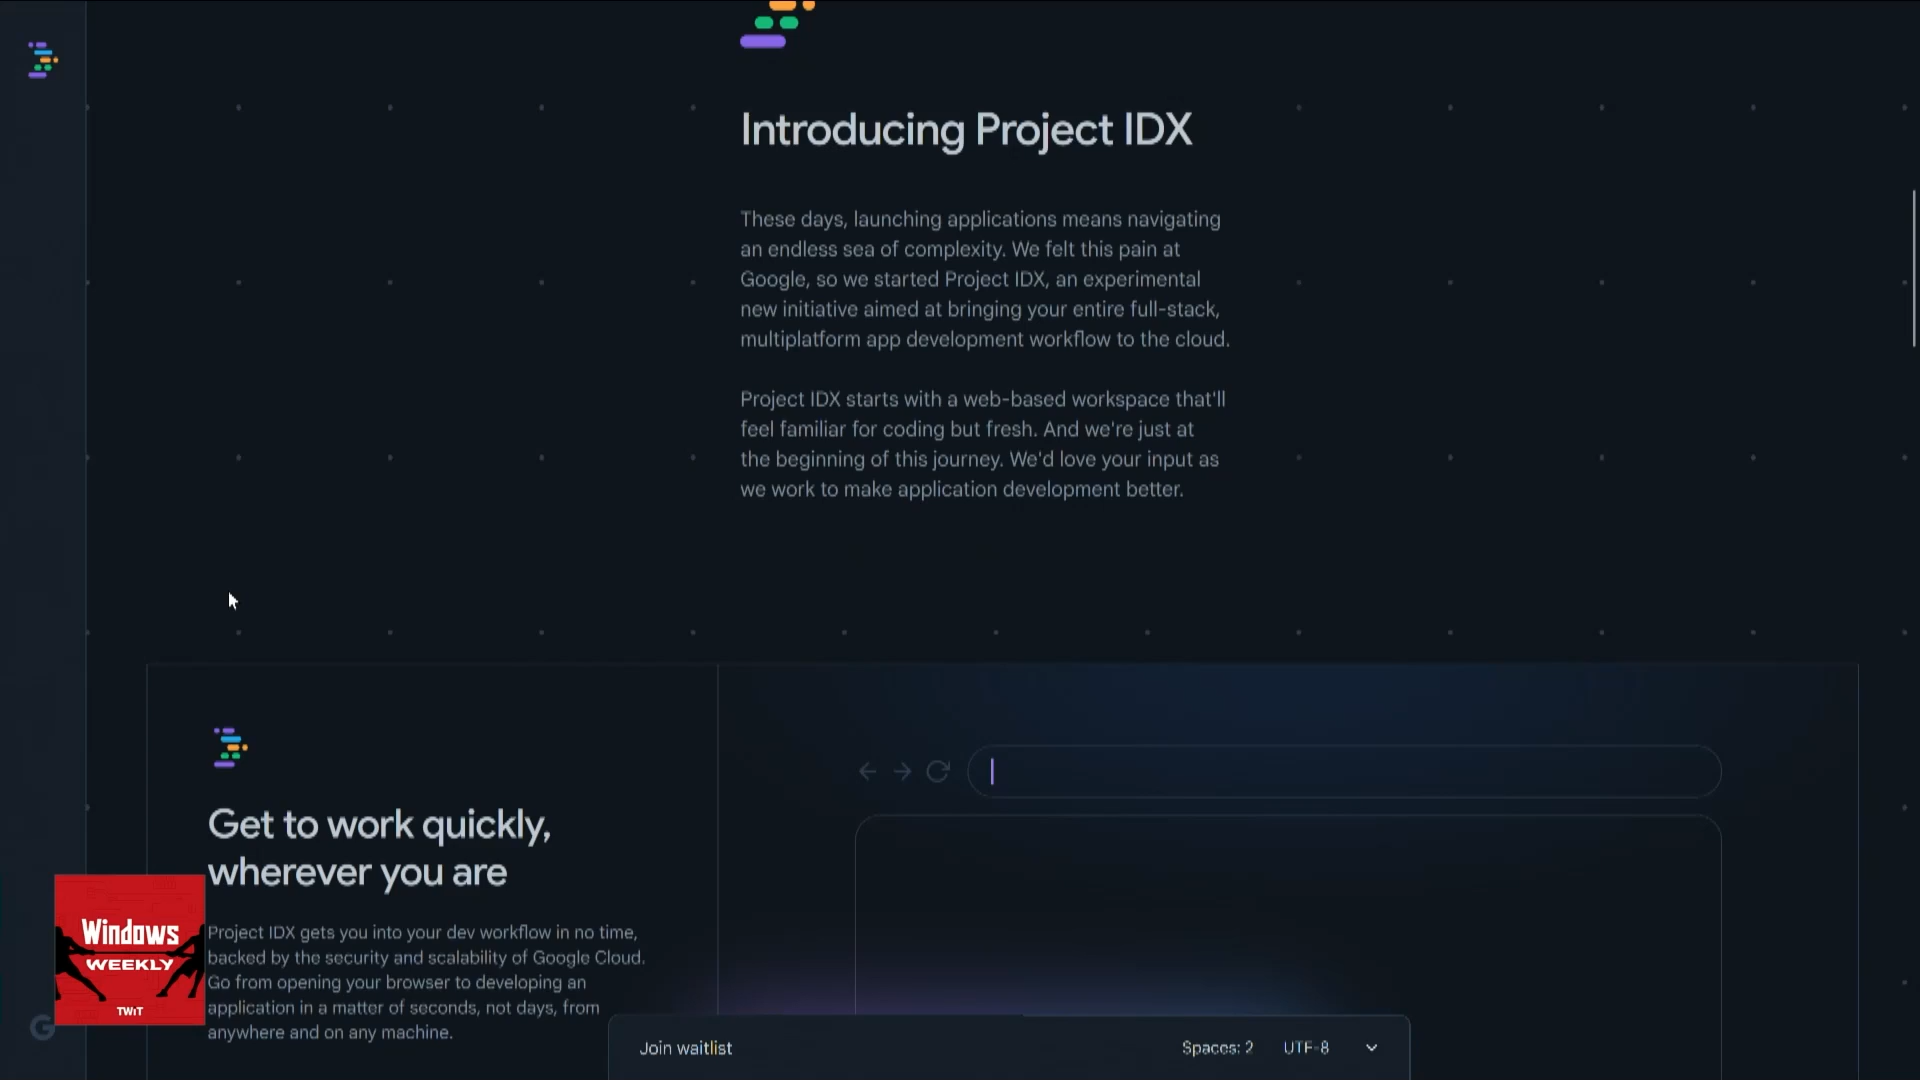 Introducing Project IDX
These days, launching applications means navigating
an endless sea of complexity. We felt this pain at
Google, so we started Project IDX, an experimental
new initiative aimed at bringing your entire full-stack,
multiplatform app development workflow to the cloud.
Project IDX starts with a web-based workspace that'll
feel familiar for coding but fresh. And we're just at
the beginning of this journey. We'd love your input as
we work to make application development better.
Get to work quickly,
wherever you are
Project IDX gets you into your dev workflow in no time,
backed by the security and scalability of Google Cloud.
Go from opening your browser to developing an
application in a matter of seconds, not days, from
anywhere and on any machine.
Windows
WEEKLY
TWiT
G
Join waitlist
Spaces: 2
UTF-8